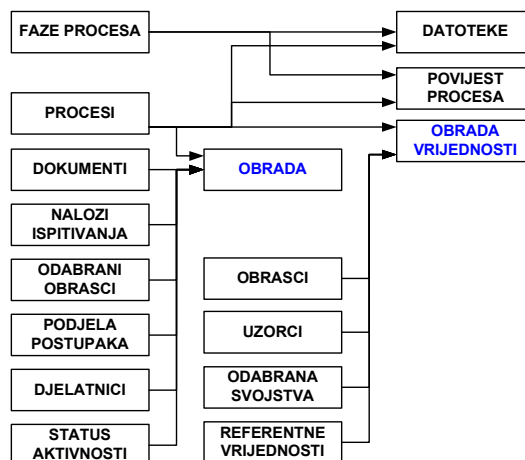 FAZE PROCESA
DATOTEKE
POVIJEST
PROCESA
PROCESI
OBRADA
VRIJEDNOSTI
DOKUMENTI
OBRADA
NALOZI
ISPITIVANJA
ODABRANI
OBRASCI
OBRASCI
PODJELA
POSTUPAKA
UZORCI
DJELATNICI
ODABRANA
SVOJSTVA
STATUS
AKTIVNOSTI
REFERENTNE
VRIJEDNOSTI